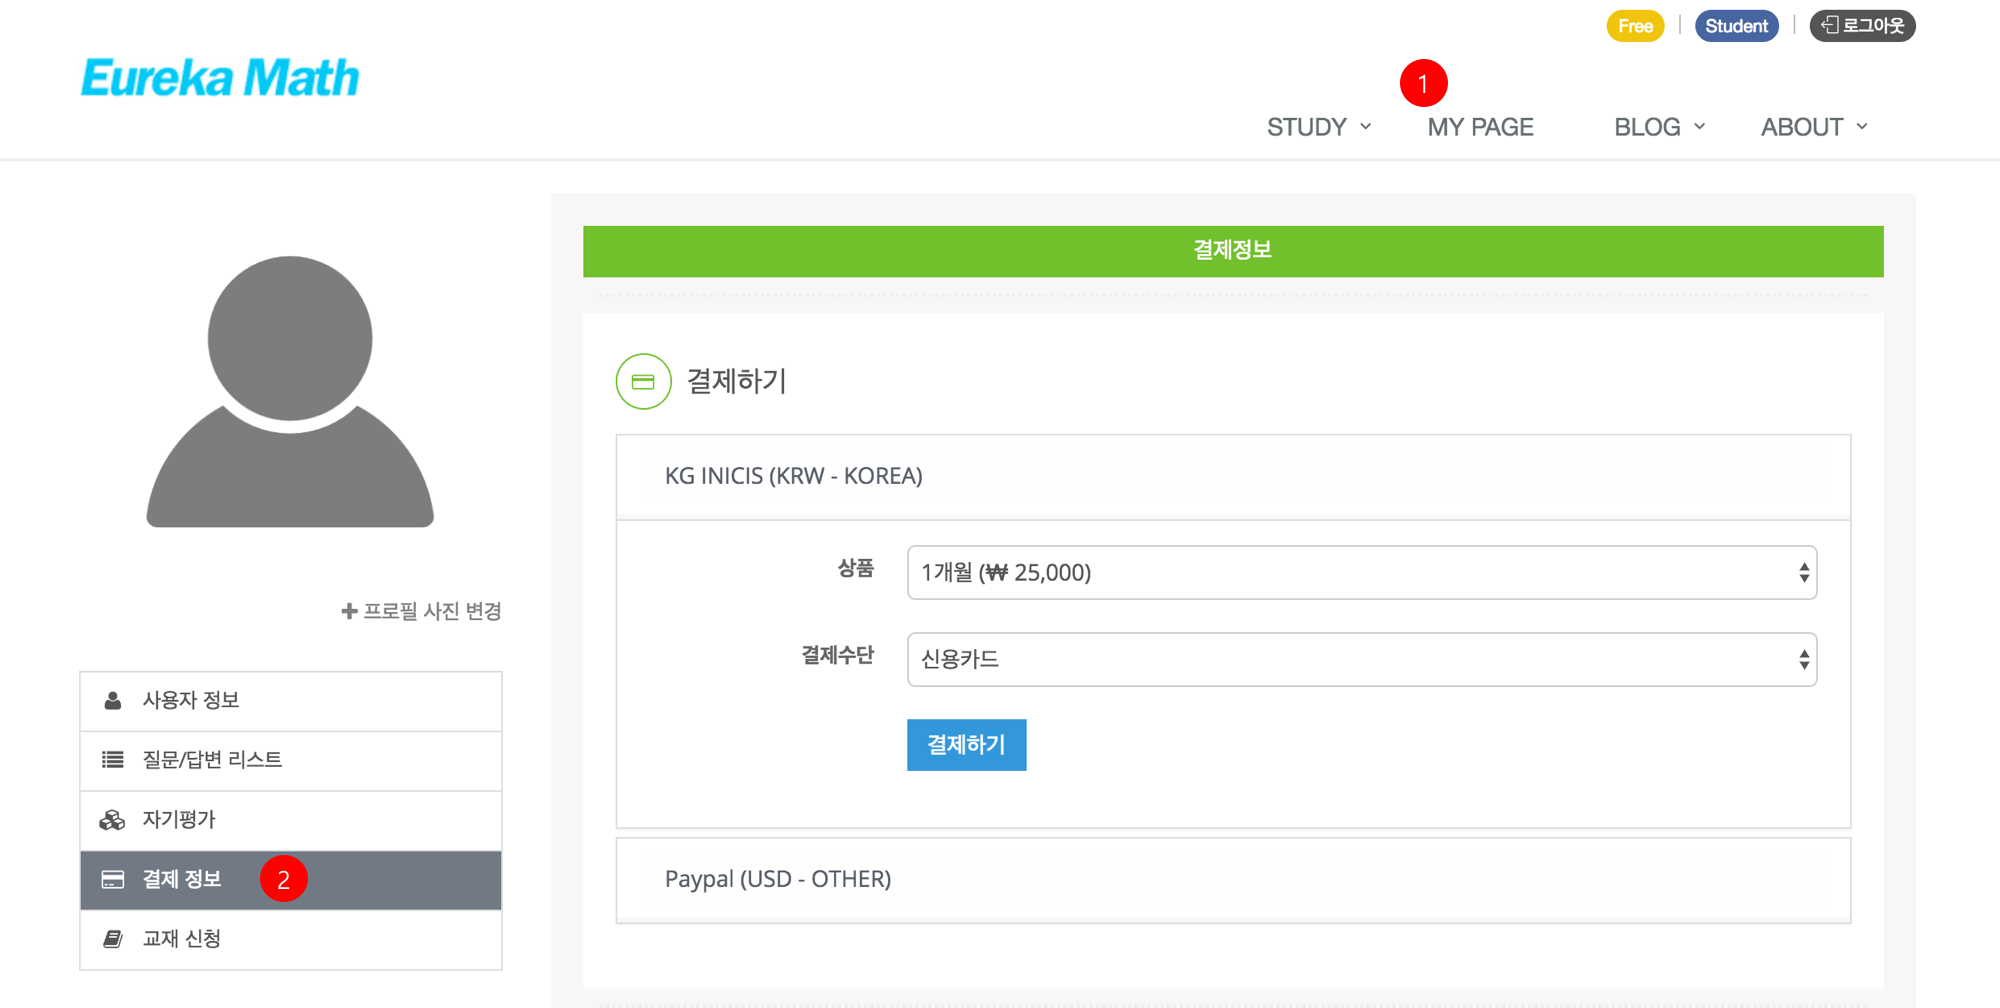 Free
Student
로그아웃
Eureka Math
1
STUDY
MY PAGE
BLOG
ABOUT
결제정보
결제하기
KG INICIS (KRW - KOREA)
상품
1개월 (₩ 25,000)
결제수단
신용카드
결제하기
Paypal (USD - OTHER)
프로필 사진 변경
사용자 정보
질문/답변 리스트
자기평가
결제 정보 2
교재 신청